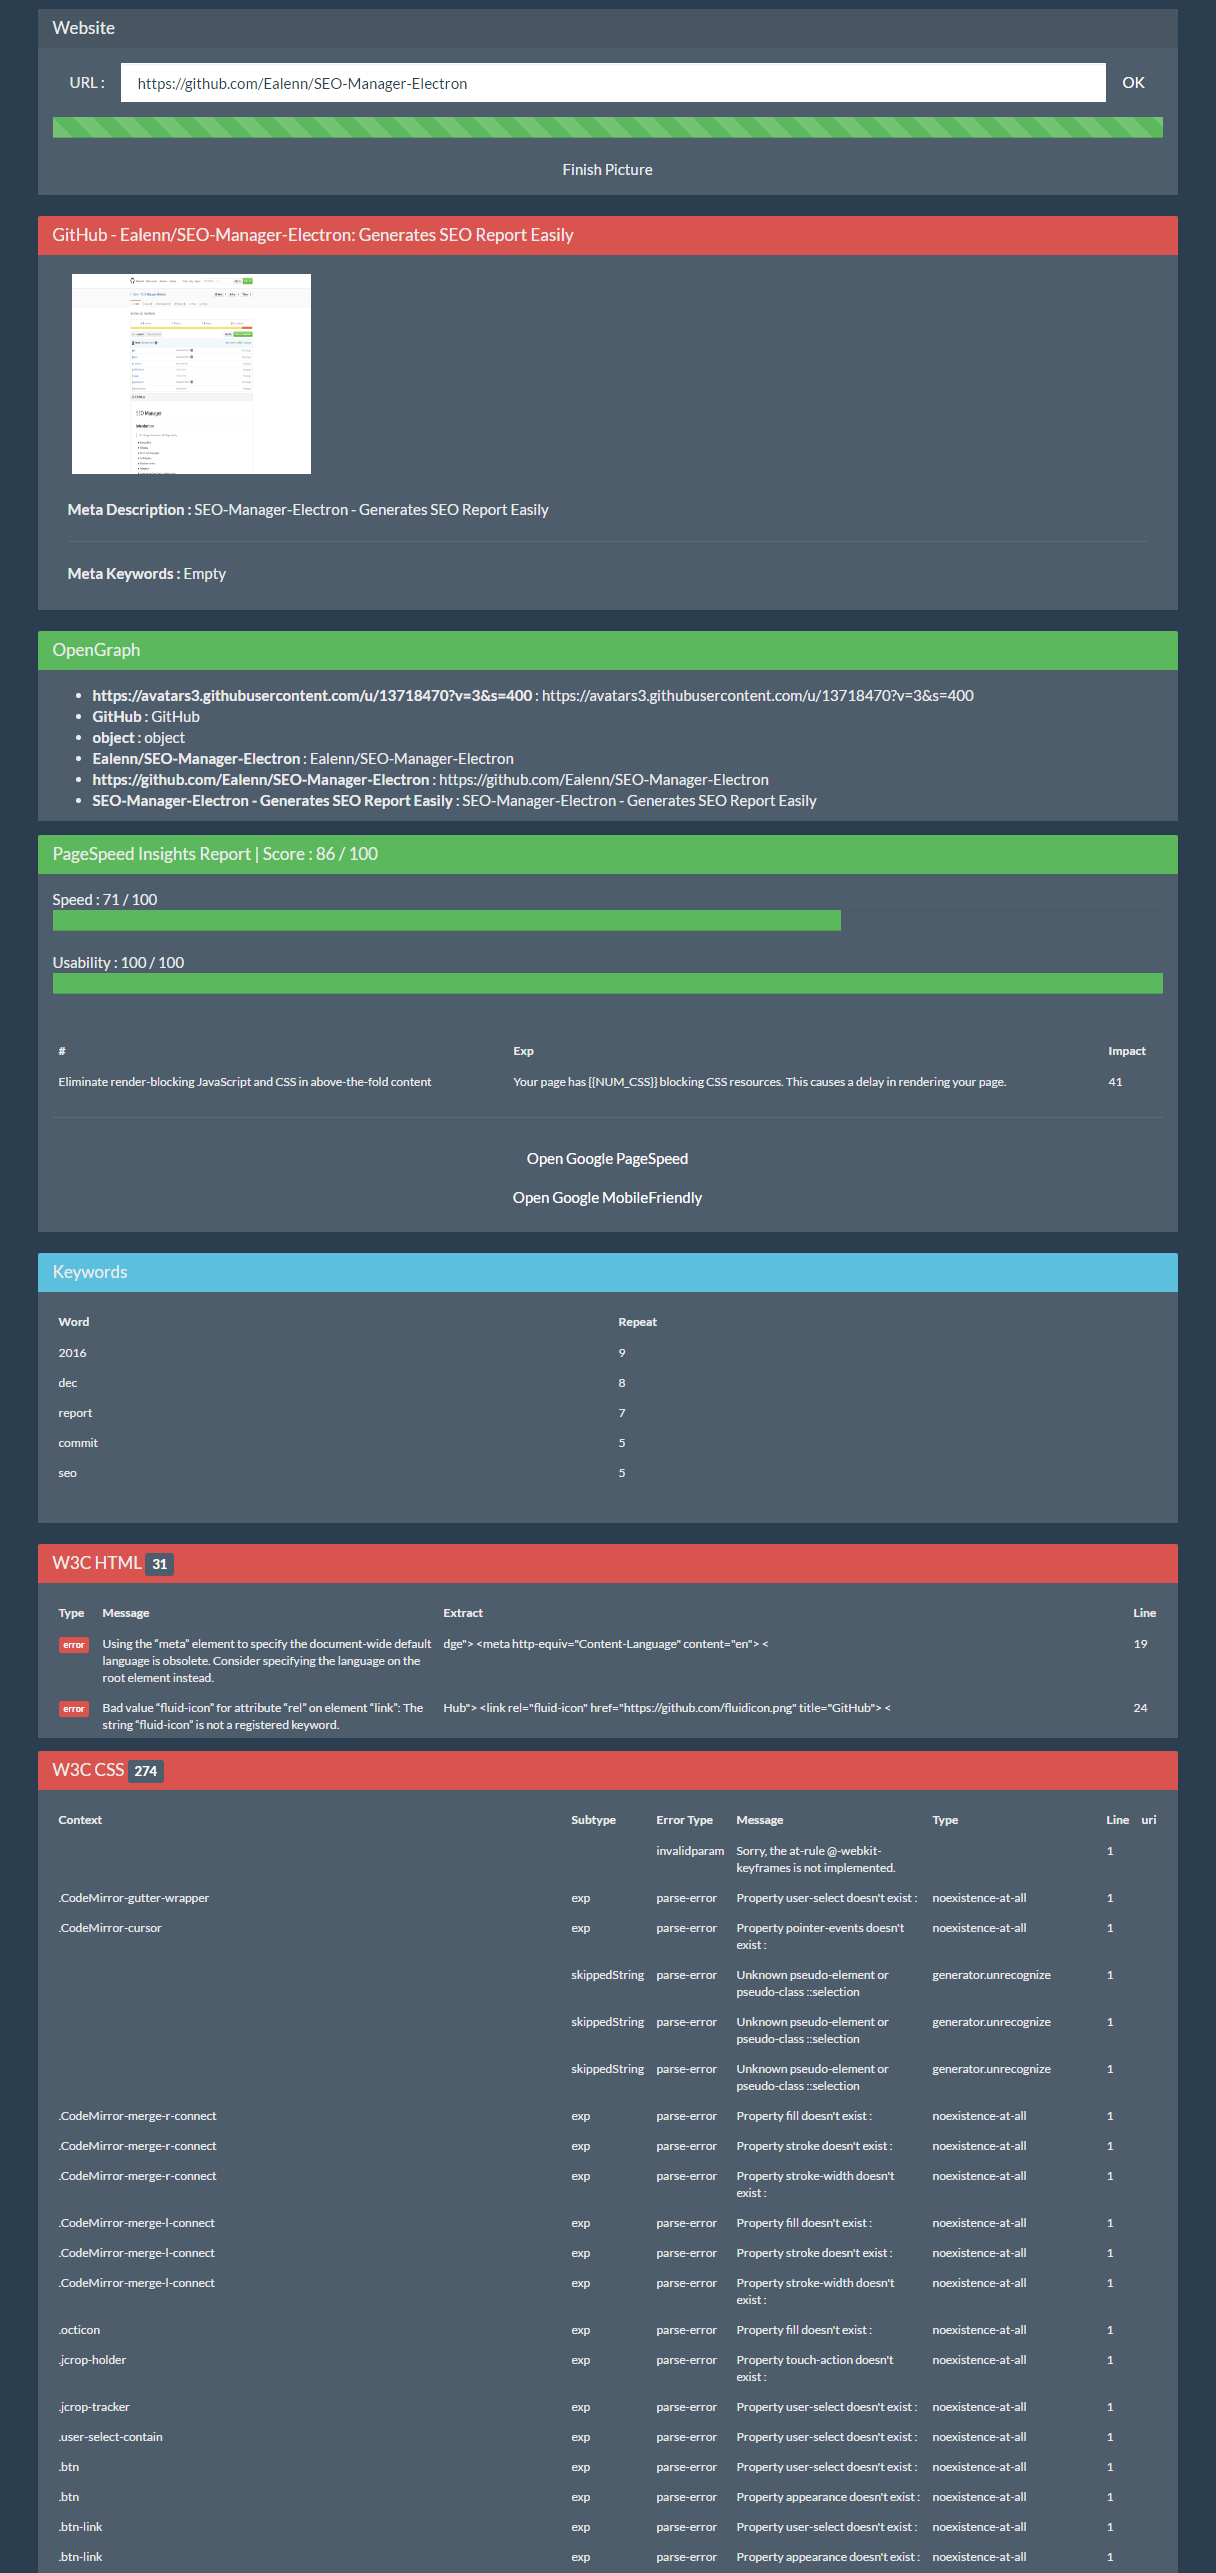 Website
URL : https://github.com/Ealenn/SEO-Manager-Electron OK
Finish Picture
GitHub - Ealenn/SEO-Manager-Electron: Generates SEO Report Easily
SEO Manager
Introduction
Meta Description : SEO-Manager-Electron - Generates SEO Report Easily
Meta Keywords : Empty
OpenGraph
https://avatars3.githubusercontent.com/u/13718470?v=3&s=400 : https://avatars3.githubusercontent.com/u/13718470?v=3&s=400
GitHub : GitHub
object : object
Ealenn/SEO-Manager-Electron : Ealenn/SEO-Manager-Electron
https://github.com/Ealenn/SEO-Manager-Electron : https://github.com/Ealenn/SEO-Manager-Electron
SEO-Manager-Electron - Generates SEO Report Easily : SEO-Manager-Electron - Generates SEO Report Easily
PageSpeed Insights Report | Score : 86 / 100
Speed : 71 / 100
Usability : 100 / 100
# Exp Impact
Eliminate render-blocking JavaScript and CSS in above-the-fold content Your page has {{NUM_CSS}} blocking CSS resources. This causes a delay in rendering your page. 41
Open Google PageSpeed
Open Google MobileFriendly
Keywords
Word Repeat
2016 9
dec 8
report 7
commit 5
seo 5
W3C HTML 31
Type Message Extract Line
error Using the “meta” element to specify the document-wide default dge"> <meta http-equiv="Content-Language" content="en"> < 19
language is obsolete. Consider specifying the language on the
root element instead.
error Bad value “fluid-icon” for attribute “rel” on element “link”: The Hub"> <link rel="fluid-icon" href="https://github.com/fluidicon.png" title="GitHub"> < 24
string “fluid-icon” is not a registered keyword.
W3C CSS 274
Context Subtype Error Type Message Type Line uri
invalidparam Sorry, the at-rule @-webkit- 1
keyframes is not implemented.
.CodeMirror-gutter-wrapper exp parse-error Property user-select doesn't exist : noexistence-at-all 1
.CodeMirror-cursor exp parse-error Property pointer-events doesn't noexistence-at-all 1
exist :
skippedString parse-error Unknown pseudo-element or generator.unrecognize 1
pseudo-class ::selection
skippedString parse-error Unknown pseudo-element or generator.unrecognize 1
pseudo-class ::selection
skippedString parse-error Unknown pseudo-element or generator.unrecognize 1
pseudo-class ::selection
.CodeMirror-merge-r-connect exp parse-error Property fill doesn't exist : noexistence-at-all 1
.CodeMirror-merge-r-connect exp parse-error Property stroke doesn't exist : noexistence-at-all 1
.CodeMirror-merge-r-connect exp parse-error Property stroke-width doesn't noexistence-at-all 1
exist :
.CodeMirror-merge-l-connect exp parse-error Property fill doesn't exist : noexistence-at-all 1
.CodeMirror-merge-l-connect exp parse-error Property stroke doesn't exist : noexistence-at-all 1
.CodeMirror-merge-l-connect exp parse-error Property stroke-width doesn't noexistence-at-all 1
exist :
.octicon exp parse-error Property fill doesn't exist : noexistence-at-all 1
.jcrop-holder exp parse-error Property touch-action doesn't noexistence-at-all 1
exist :
.jcrop-tracker exp parse-error Property user-select doesn't exist : noexistence-at-all 1
.user-select-contain exp parse-error Property user-select doesn't exist : noexistence-at-all 1
.btn exp parse-error Property user-select doesn't exist : noexistence-at-all 1
.btn exp parse-error Property appearance doesn't exist : noexistence-at-all 1
.btn-link exp parse-error Property user-select doesn't exist : noexistence-at-all 1
.btn-link exp parse-error Property appearance doesn't exist : noexistence-at-all 1